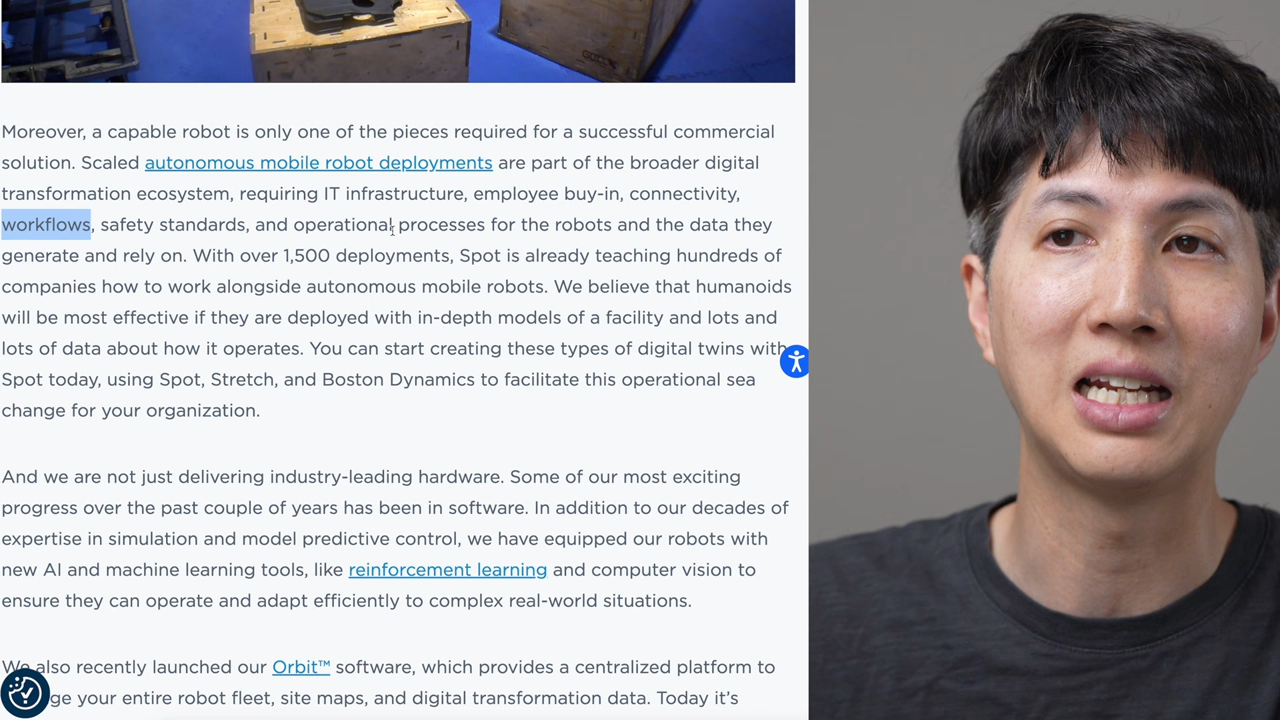 Moreover, a capable robot is only one of the pieces required for a successful commercial
solution. Scaled autonomous mobile robot deployments are part of the broader digital
transformation ecosystem, requiring IT infrastructure, employee buy-in, connectivity,
workflows, safety standards, and operational processes for the robots and the data they
generate and rely on. With over 1,500 deployments, Spot is already teaching hundreds of
companies how to work alongside autonomous mobile robots. We believe that humanoids
will be most effective if they are deployed with in-depth models of a facility and lots and
lots of data about how it operates. You can start creating these types of digital twins with
Spot today, using Spot, Stretch, and Boston Dynamics to facilitate this operational sea
change for your organization.
And we are not just delivering industry-leading hardware. Some of our most exciting
progress over the past couple of years has been in software. In addition to our decades of
expertise in simulation and model predictive control, we have equipped our robots with
new AI and machine learning tools, like reinforcement learning and computer vision to
ensure they can operate and adapt efficiently to complex real-world situations.
We also recently launched our Orbit™ software, which provides a centralized platform to
your entire robot fleet, site maps, and digital transformation data. Today it's